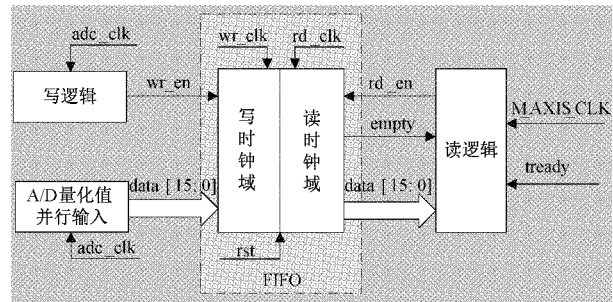 adc_clk
wr_clk
rd_clk
写逻辑
wr_en
rd_en
写时钟域
读时钟域
empty
读逻辑
M_AXIS_CLK
tready
A/D量化值
并行输入
data [ 15: 0]
data [ 15: 0]
adc_clk
rst
FIFO